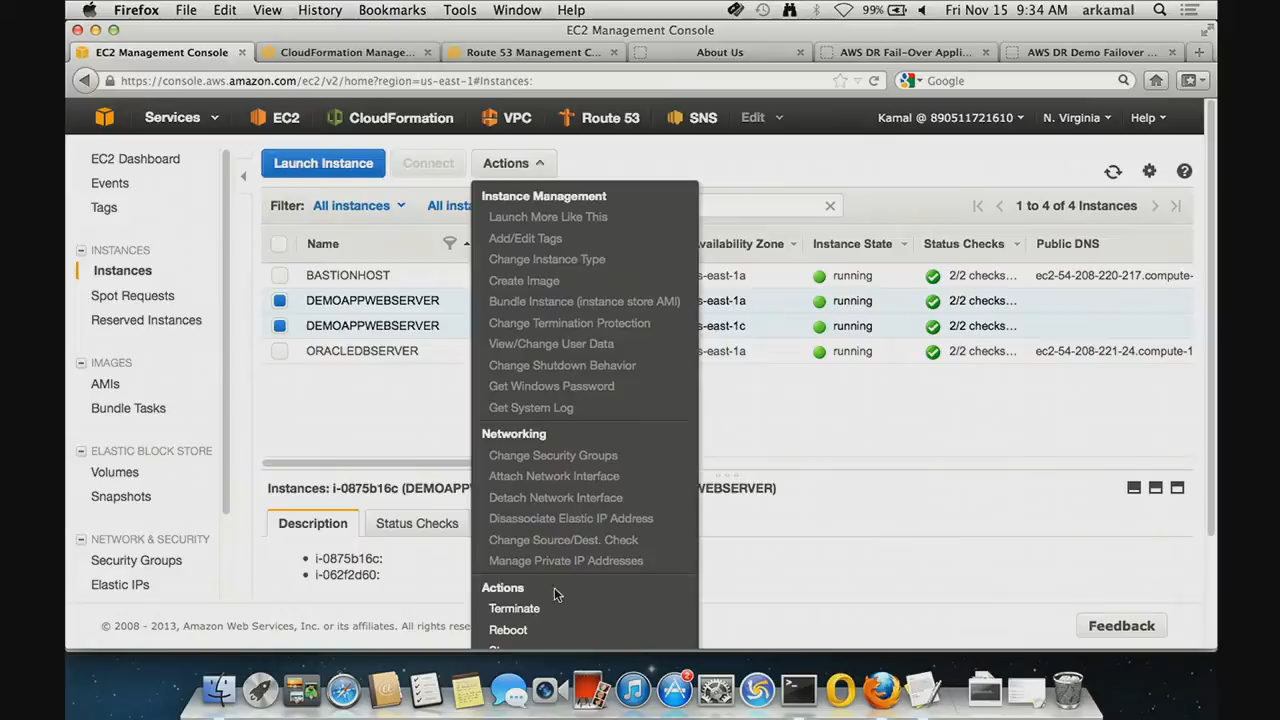 Firefox File Edit View History Bookmarks Tools Window Help 99% Fri Nov 15 9:34 AM arkamal
EC2 Management Console
EC2 Management Console CloudFormation Manage... Route 53 Management C... About Us AWS DR Fail-Over Appli... AWS DR Demo Failover ...
https://console.aws.amazon.com/ec2/v2/home?region=us-east-1#Instances: Google
Services EC2 CloudFormation VPC Route 53 SNS Edit Kamal @ 890511721610 N. Virginia Help
EC2 Dashboard
Events
Tags
INSTANCES
Instances
Spot Requests
Reserved Instances
IMAGES
AMIs
Bundle Tasks
ELASTIC BLOCK STORE
Volumes
Snapshots
NETWORK & SECURITY
Security Groups
Elastic IPs
Launch Instance Connect Actions
Filter: All instances All insta 1 to 4 of 4 Instances
Name vailability Zone Instance State Status Checks Public DNS
BASTIONHOST s-east-1a running 2/2 checks... ec2-54-208-220-217.compute-
DEMOAPPWEBSERVER s-east-1a running 2/2 checks...
DEMOAPPWEBSERVER s-east-1c running 2/2 checks...
ORACLEDBSERVER s-east-1a running 2/2 checks... ec2-54-208-221-24.compute-1
Instance Management
Launch More Like This
Add/Edit Tags
Change Instance Type
Create Image
Bundle Instance (instance store AMI)
Change Termination Protection
View/Change User Data
Change Shutdown Behavior
Get Windows Password
Get System Log
Networking
Change Security Groups
Attach Network Interface
Detach Network Interface
Disassociate Elastic IP Address
Change Source/Dest. Check
Manage Private IP Addresses
Actions
Terminate
Reboot
Instances: i-0875b16c (DEMOAPP WEBSERVER)
Description Status Checks
i-0875b16c:
i-062f2d60:
© 2008 - 2013, Amazon Web Services, Inc. or its affiliates. All rights rese
Feedback
2